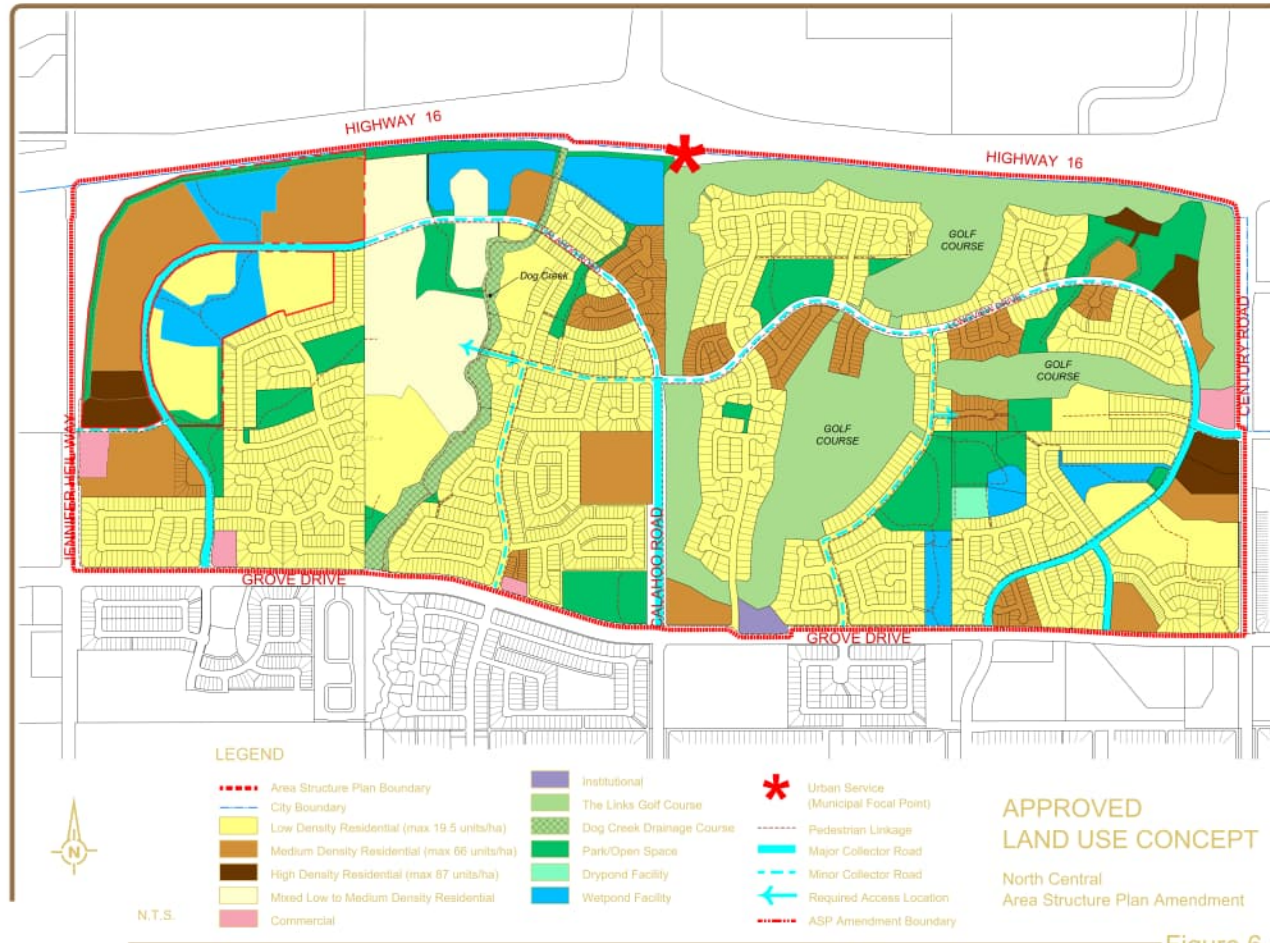 HIGHWAY 16
HIGHWAY 16
GOLF
COURSE
Dog Creek
GOLF
COURSE
GOLF
COURSE
JENNIFER HEIL WAY
CALAHOO ROAD
CENTURY ROAD
GROVE DRIVE
GROVE DRIVE
LEGEND
Area Structure Plan Boundary
City Boundary
Low Density Residential (max 19.5 units/ha)
Medium Density Residential (max 66 units/ha)
High Density Residential (max 87 units/ha)
Mixed Low to Medium Density Residential
Commercial
Institutional
The Links Golf Course
Dog Creek Drainage Course
Park/Open Space
Drypond Facility
Wetpond Facility
Urban Service
(Municipal Focal Point)
Pedestrian Linkage
Major Collector Road
Minor Collector Road
Required Access Location
ASP Amendment Boundary
APPROVED
LAND USE CONCEPT
North Central
Area Structure Plan Amendment
N
N.T.S.
Figure 6